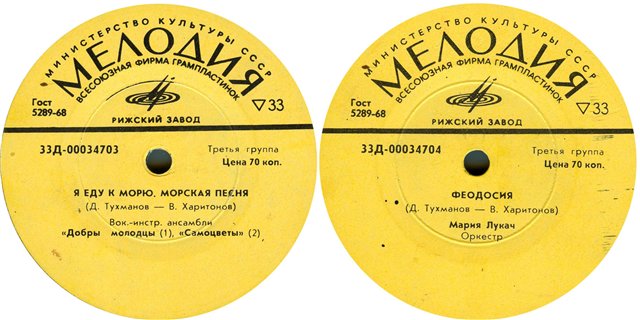 МИНИСТЕРСТВО КУЛЬТУРЫ СССР
МЕЛОДИЯ
ВСЕСОЮЗНАЯ ФИРМА ГРАМПЛАСТИНОК
Гост
5289-68
▽33
РИЖСКИЙ ЗАВОД
33Д-00034703
Третья группа
Цена 70 коп.
Я ЕДУ К МОРЮ. МОРСКАЯ ПЕСНЯ
(Д. Тухманов — В. Харитонов)
Вок.-инстр. ансамбли
«Добры молодцы (1), «Самоцветы» (2)
МИНИСТЕРСТВО КУЛЬТУРЫ СССР
МЕЛОДИЯ
ВСЕСОЮЗНАЯ ФИРМА ГРАМПЛАСТИНОК
Гост
5289-68
▽33
РИЖСКИЙ ЗАВОД
33Д-00034704
Третья группа
Цена 70 коп.
ФЕОДОСИЯ
(Д. Тухманов — В. Харитонов)
Мария Лукач
Оркестр